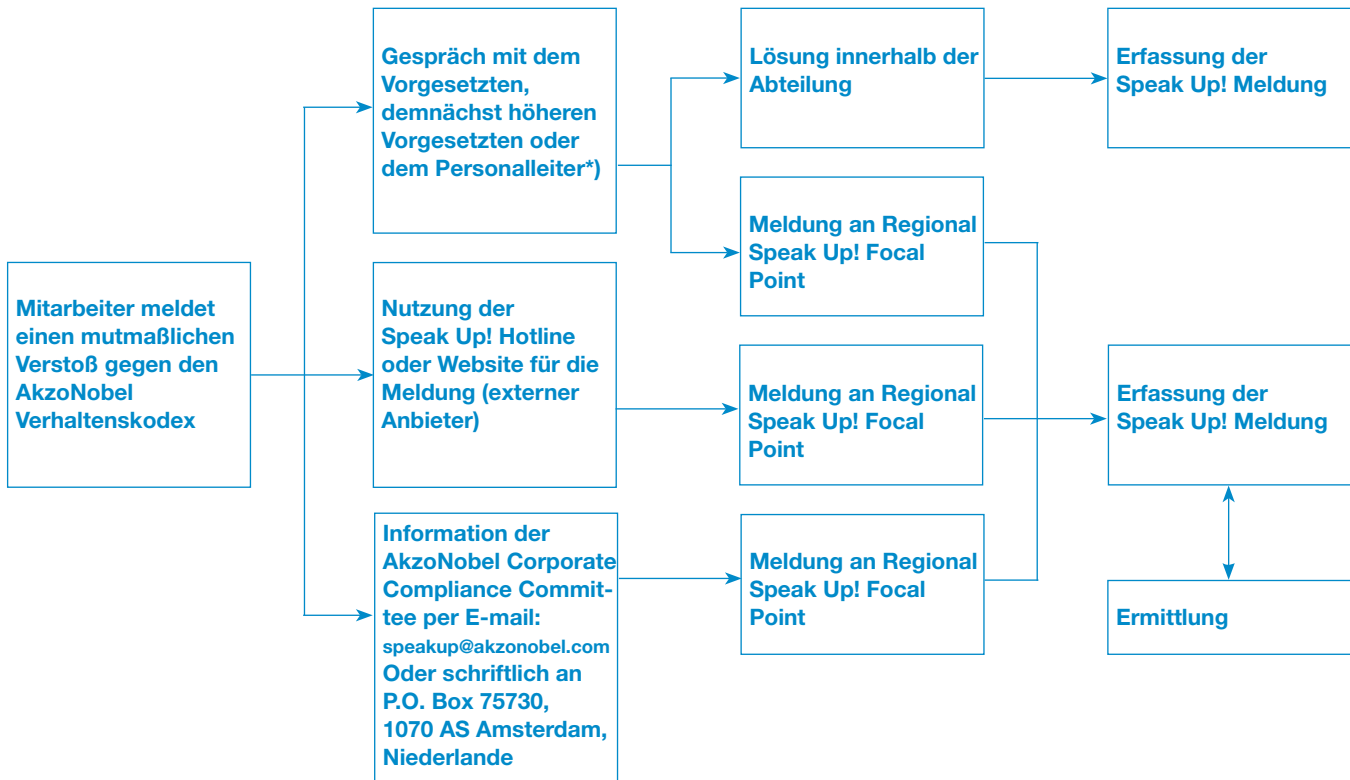 Mitarbeiter meldet
einen mutmaßlichen
Verstoß gegen den
AkzoNobel
Verhaltenskodex
Gespräch mit dem
Vorgesetzten,
demnächst höheren
Vorgesetzten oder
dem Personalleiter*)
Lösung innerhalb der
Abteilung
Erfassung der
Speak Up! Meldung
Meldung an Regional
Speak Up! Focal
Point
Nutzung der
Speak Up! Hotline
oder Website für die
Meldung (externer
Anbieter)
Meldung an Regional
Speak Up! Focal
Point
Erfassung der
Speak Up! Meldung
Information der
AkzoNobel Corporate
Compliance Commit-
tee per E-mail:
speakup@akzonobel.com
Oder schriftlich an
P.O. Box 75730,
1070 AS Amsterdam,
Niederlande
Meldung an Regional
Speak Up! Focal
Point
Ermittlung